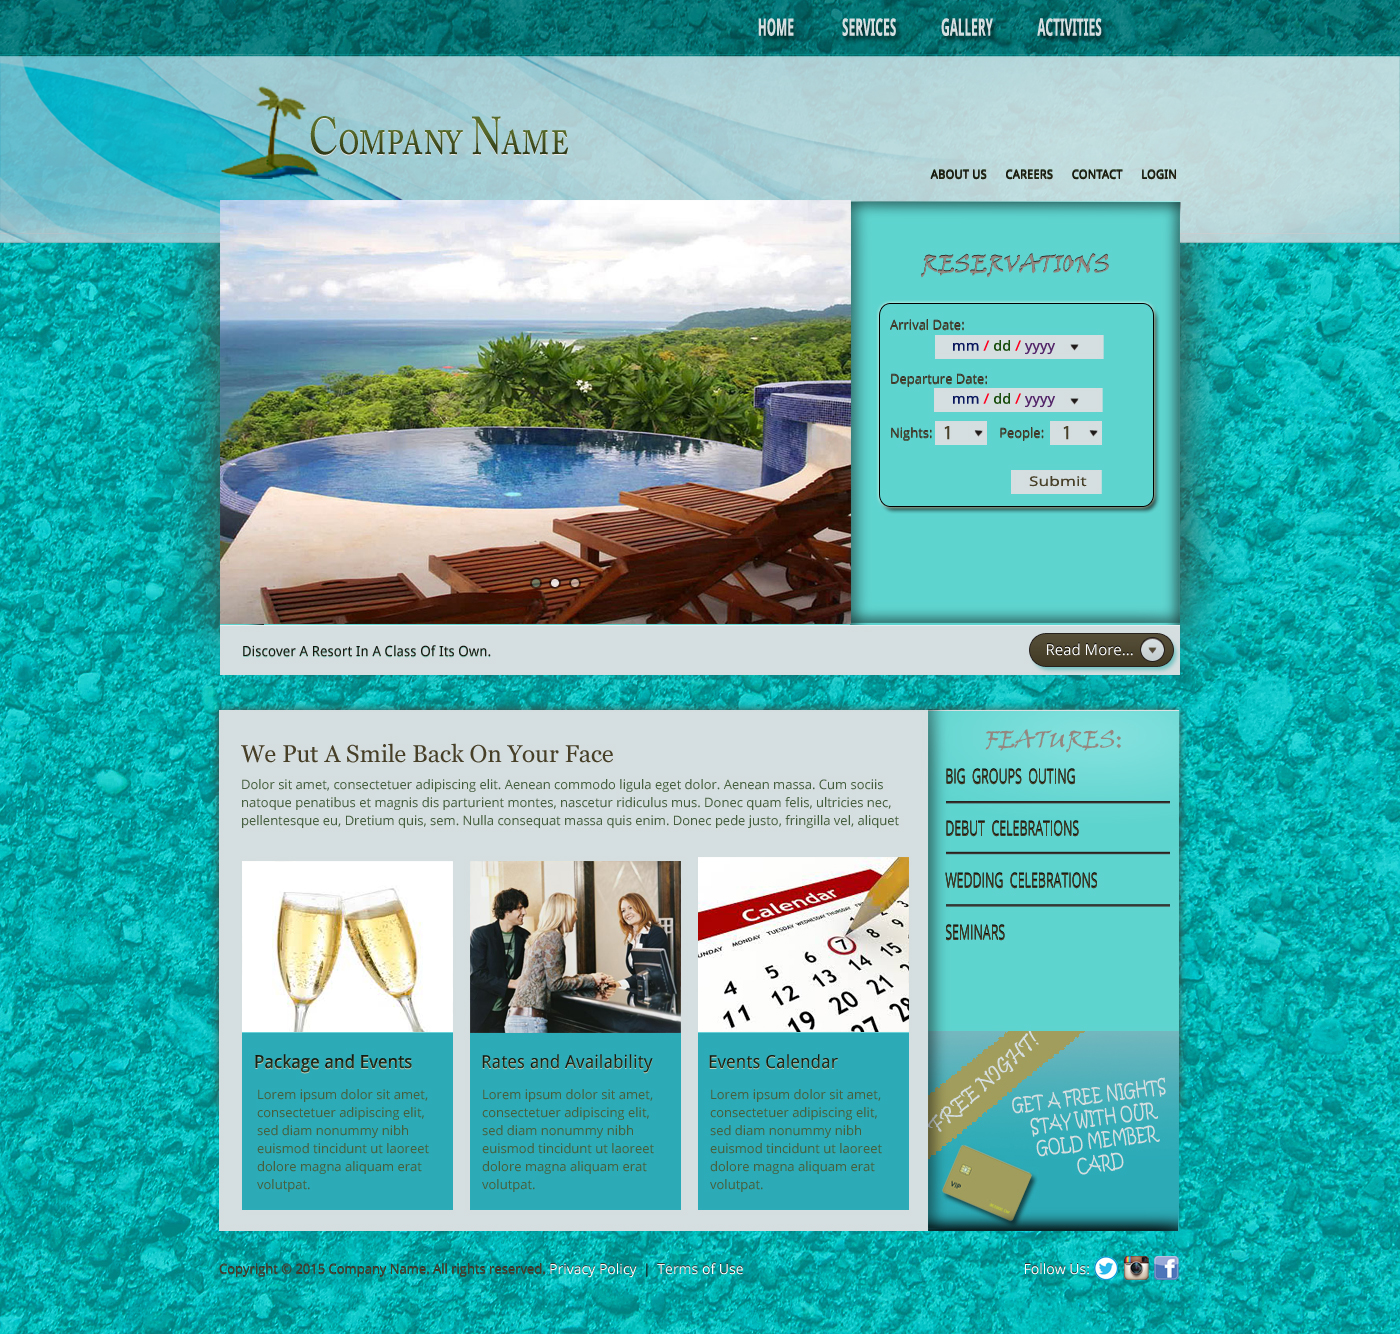 HOME SERVICES GALLERY ACTIVITIES
COMPANY NAME
ABOUT US CAREERS CONTACT LOGIN
RESERVATIONS
Arrival Date:
mm / dd / yyyy
Departure Date:
mm / dd / yyyy
Nights: 1 People: 1
Submit
Discover A Resort In A Class Of Its Own.
Read More...
We Put A Smile Back On Your Face
Dolor sit amet, consectetuer adipiscing elit. Aenean commodo ligula eget dolor. Aenean massa. Cum sociis
natoque penatibus et magnis dis parturient montes, nascetur ridiculus mus. Donec quam felis, ultricies nec,
pellentesque eu, Dretium quis, sem. Nulla consequat massa quis enim. Donec pede justo, fringilla vel, aliquet
Calendar
MONDAY TUESDAY WEDNESDAY THURSDAY
4 5 6 7 8 9
11 12 13 14 15
19 20 21
27 28
Package and Events
Lorem ipsum dolor sit amet,
consectetuer adipiscing elit,
sed diam nonummy nibh
euismod tincidunt ut laoreet
dolore magna aliquam erat
volutpat.
Rates and Availability
Lorem ipsum dolor sit amet,
consectetuer adipiscing elit,
sed diam nonummy nibh
euismod tincidunt ut laoreet
dolore magna aliquam erat
volutpat.
Events Calendar
Lorem ipsum dolor sit amet,
consectetuer adipiscing elit,
sed diam nonummy nibh
euismod tincidunt ut laoreet
dolore magna aliquam erat
volutpat.
FEATURES:
BIG GROUPS OUTING
DEBUT CELEBRATIONS
WEDDING CELEBRATIONS
SEMINARS
FREE NIGHT!
GET A FREE NIGHTS
STAY WITH OUR
GOLD MEMBER
CARD
VIP
Copyright © 2015 Company Name. All rights reserved. Privacy Policy | Terms of Use
Follow Us: